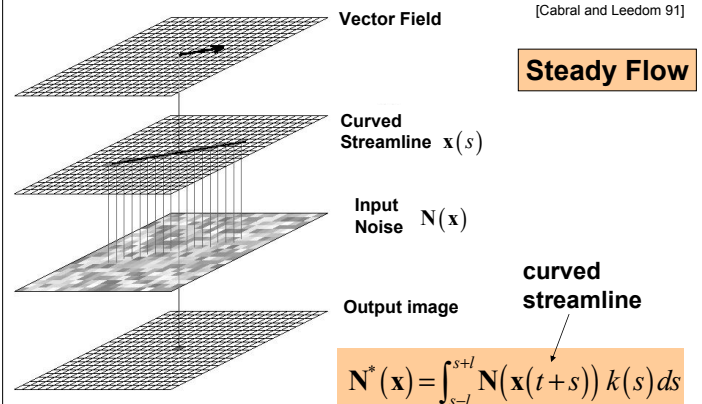 Vector Field
[Cabral and Leedom 91]
Steady Flow
Curved
Streamline x(s)
Input
Noise N(x)
Output image
curved
streamline
N*(x) = ∫_{s-l}^{s+l} N(x(t+s)) k(s) ds